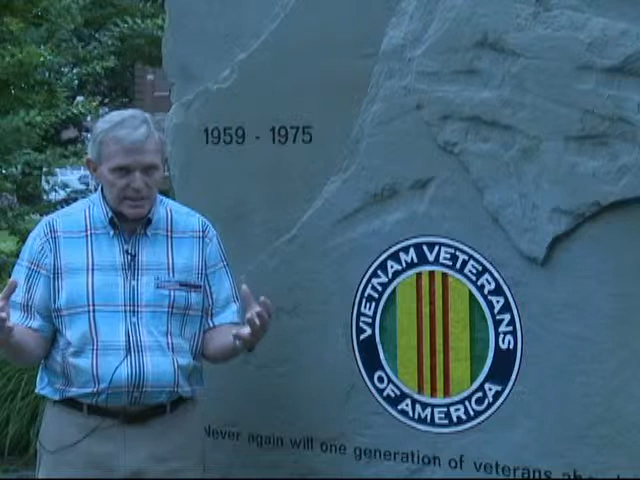 1959 - 1975
VIETNAM VETERANS
OF AMERICA
Never again will one generation of veterans